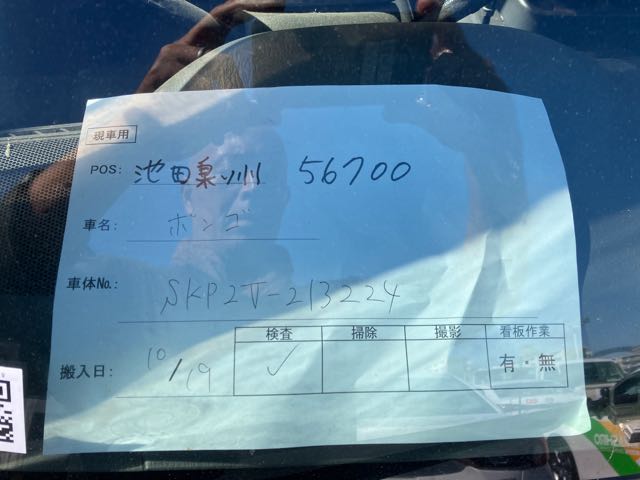 現車用
POS: 池田泉州 56700
車名: ボンゴ
車体No.: SKP2T-213224
検査 掃除 撮影 看板作業
搬入日: 10/19 ✓ 有・無